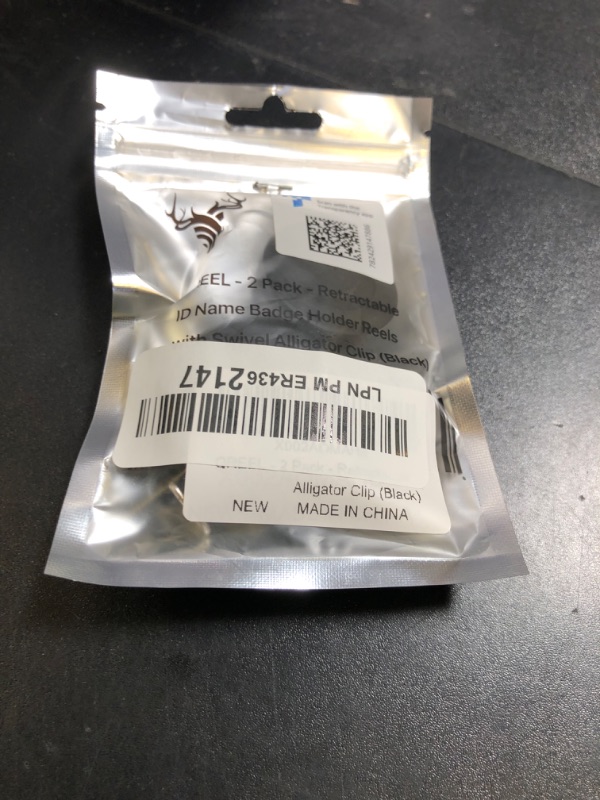 EEL - 2 Pack - Retractable
ID Name Badge Holder Reels
with Swivel Alligator Clip (Black)
LPN PM ER4362147
Alligator Clip (Black)
NEW MADE IN CHINA